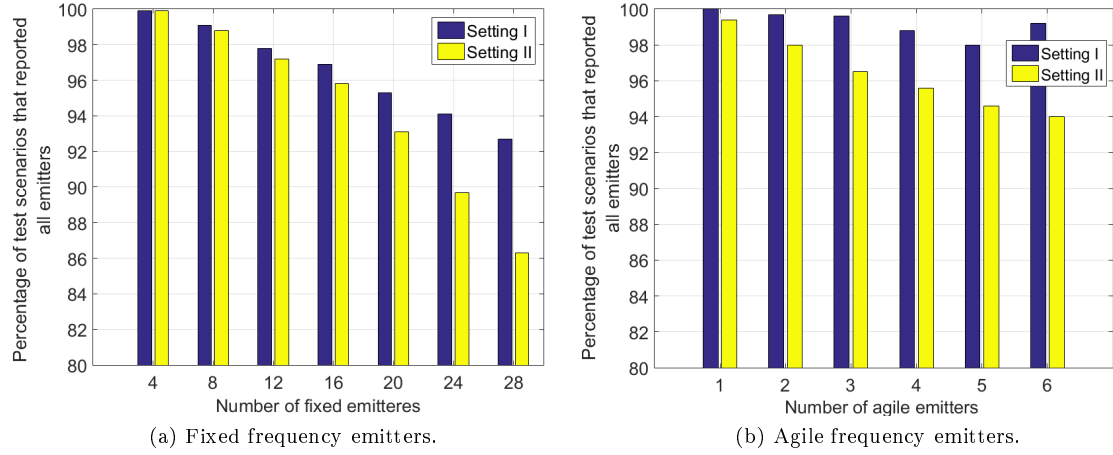 Percentage of test scenarios that reported
all emitters
100
98
96
94
92
90
88
86
84
82
80
Setting I
Setting II
4 8 12 16 20 24 28
Number of fixed emitteres
(a) Fixed frequency emitters.
Percentage of test scenarios that reported
all emitters
100
98
96
94
92
90
88
86
84
82
80
Setting I
Setting II
1 2 3 4 5 6
Number of agile emitters
(b) Agile frequency emitters.